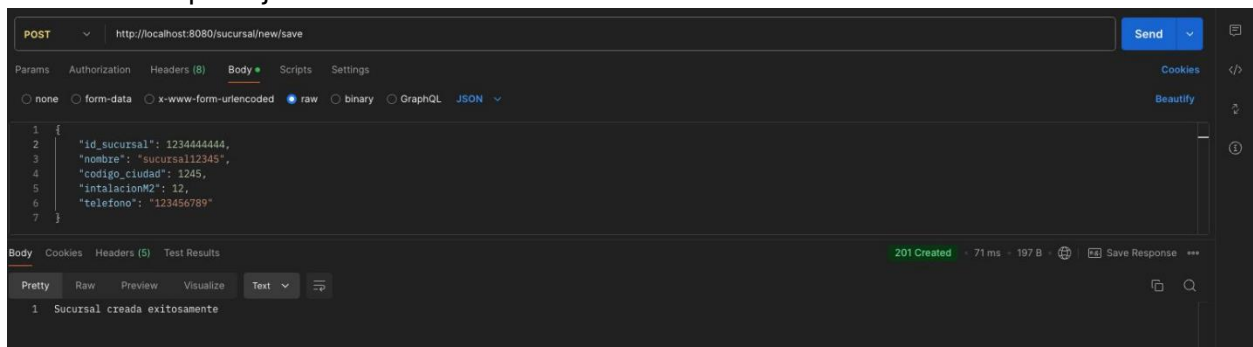 POST http://localhost:8080/sucursal/new/save Send
Params Authorization Headers (8) Body Scripts Settings Cookies
none form-data x-www-form-urlencoded raw binary GraphQL JSON Beautify
1 {
2 "id_sucursal": 1234444444,
3 "nombre": "sucursal12345",
4 "codigo_ciudad": 1245,
5 "intalacionM2": 12,
6 "telefono": "123456789"
7 }
Body Cookies Headers (5) Test Results 201 Created 71 ms 197 B Save Response
Pretty Raw Preview Visualize Text
1 Sucursal creada exitosamente